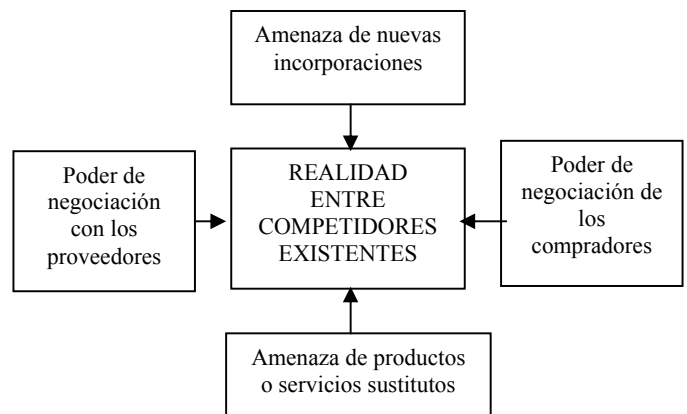 Amenaza de nuevas
incorporaciones
Poder de
negociación
con los
proveedores
REALIDAD
ENTRE
COMPETIDORES
EXISTENTES
Poder de
negociación de
los
compradores
Amenaza de productos
o servicios sustitutos